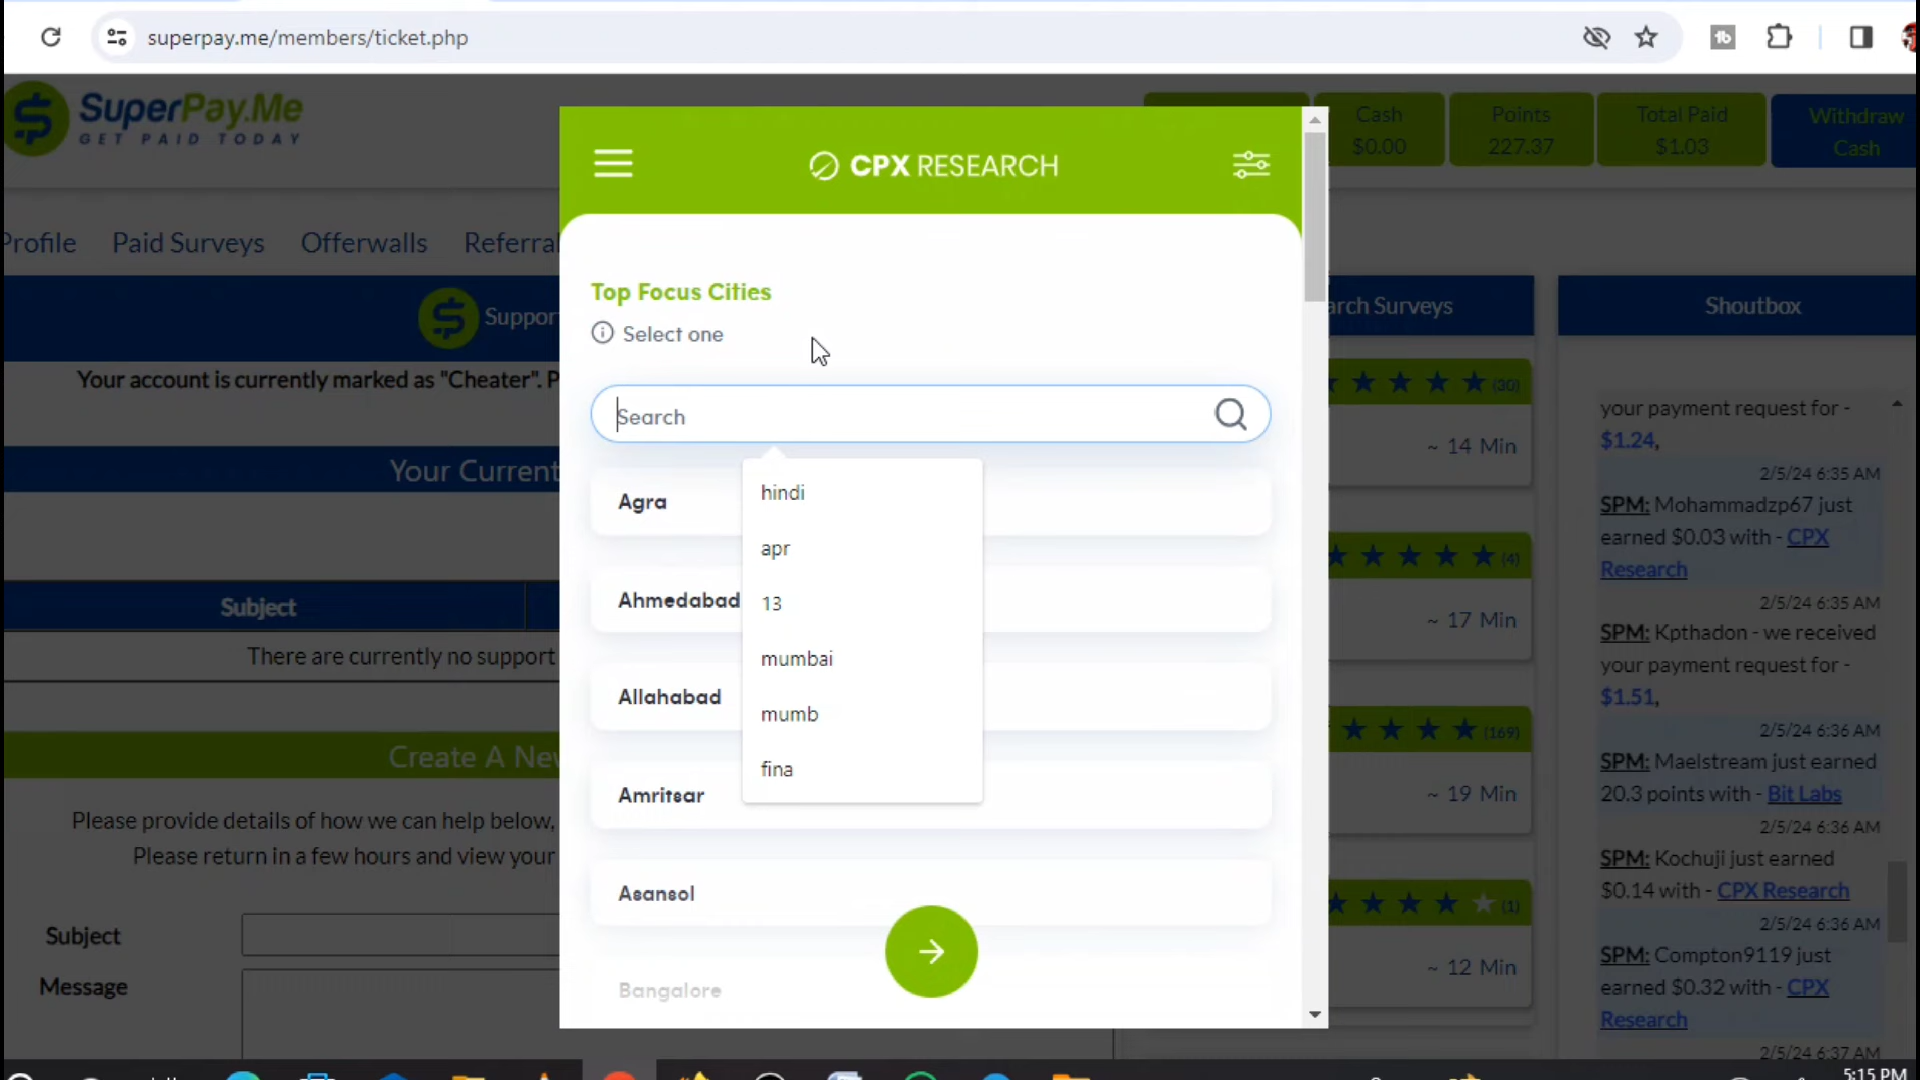 superpay.me/members/ticket.php
SuperPay.Me
GET PAID TODAY
Cash
$0.00
Points
227.37
Total Paid
$1.03
Withdraw
Cash
CPX RESEARCH
Profile
Paid Surveys
Offerwalls
Referral
Your account is currently marked as "Cheater". P
Your Current
Subject
There are currently no support
Create A New
Please provide details of how we can help below,
Please return in a few hours and view your
Subject
Message
Top Focus Cities
Select one
Search
hindi
apr
13
mumbai
mumb
fina
Agra
Ahmedabad
Allahabad
Amritsar
Asansol
Bangalore
arch Surveys
(30)
~ 14 Min
(4)
~ 17 Min
(169)
~ 19 Min
(1)
~ 12 Min
Shoutbox
your payment request for -
$1.24,
2/5/24 6:35 AM
SPM: Mohammadzp67 just
earned $0.03 with - CPX
Research
2/5/24 6:35 AM
SPM: Kpthadon - we received
your payment request for -
$1.51,
2/5/24 6:36 AM
SPM: Maelstream just earned
20.3 points with - Bit Labs
2/5/24 6:36 AM
SPM: Kochuji just earned
$0.14 with - CPX Research
2/5/24 6:36 AM
SPM: Compton9119 just
earned $0.32 with - CPX
Research
2/5/24 6:37 AM
5:15 PM